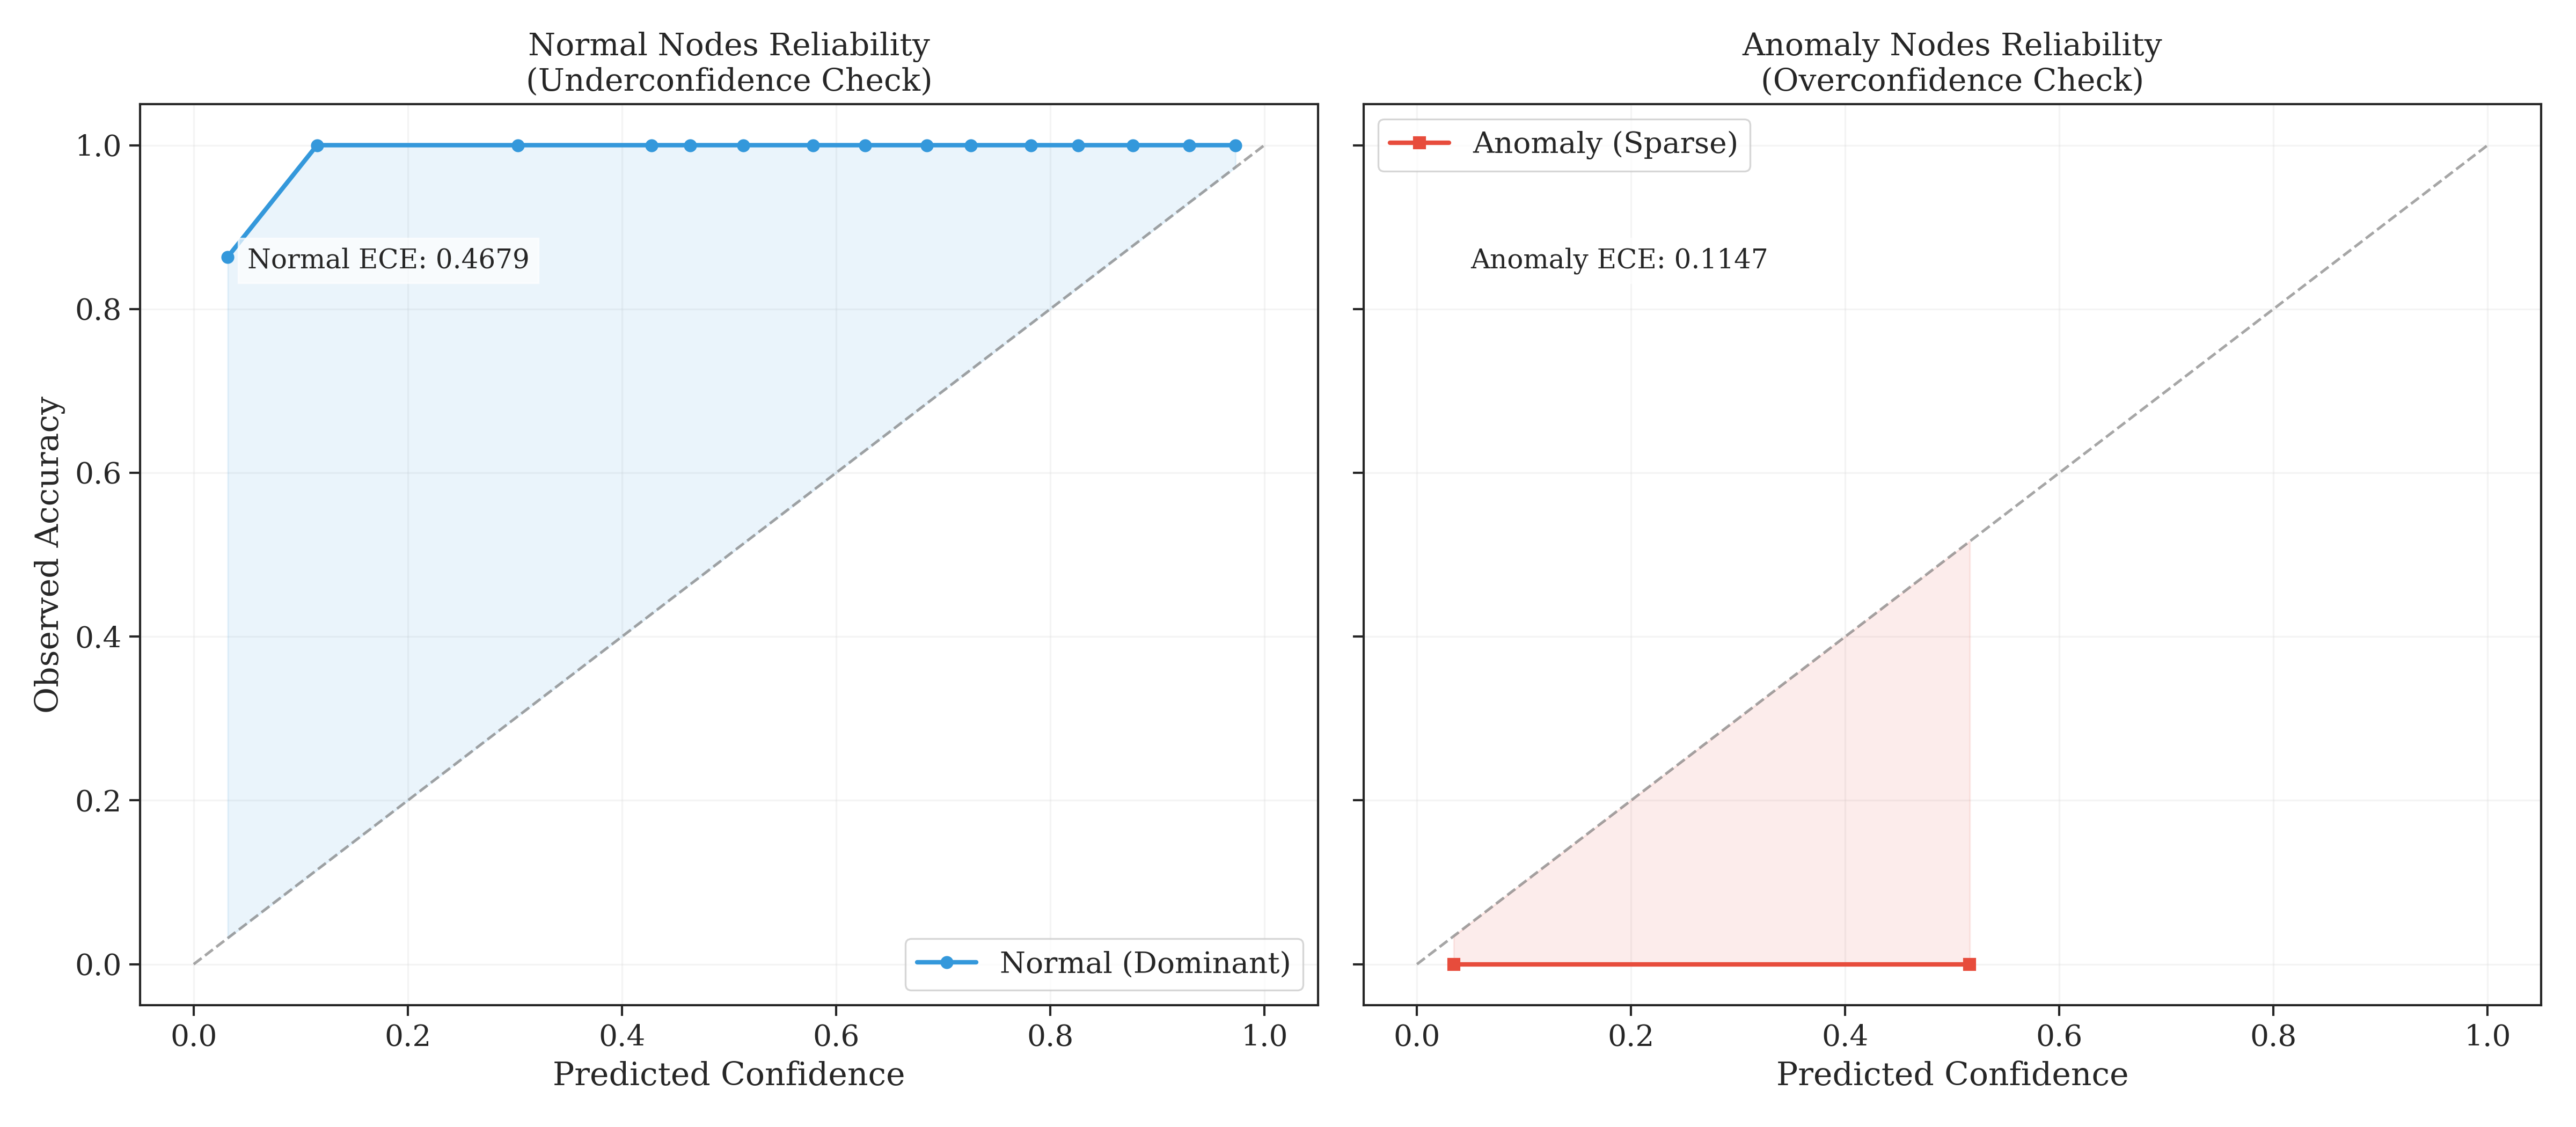 Normal Nodes Reliability
(Underconfidence Check)
Observed Accuracy
1.0
0.8
0.6
0.4
0.2
0.0
Normal ECE: 0.4679
Normal (Dominant)
0.0 0.2 0.4 0.6 0.8 1.0
Predicted Confidence
Anomaly Nodes Reliability
(Overconfidence Check)
Anomaly (Sparse)
Anomaly ECE: 0.1147
0.0 0.2 0.4 0.6 0.8 1.0
Predicted Confidence